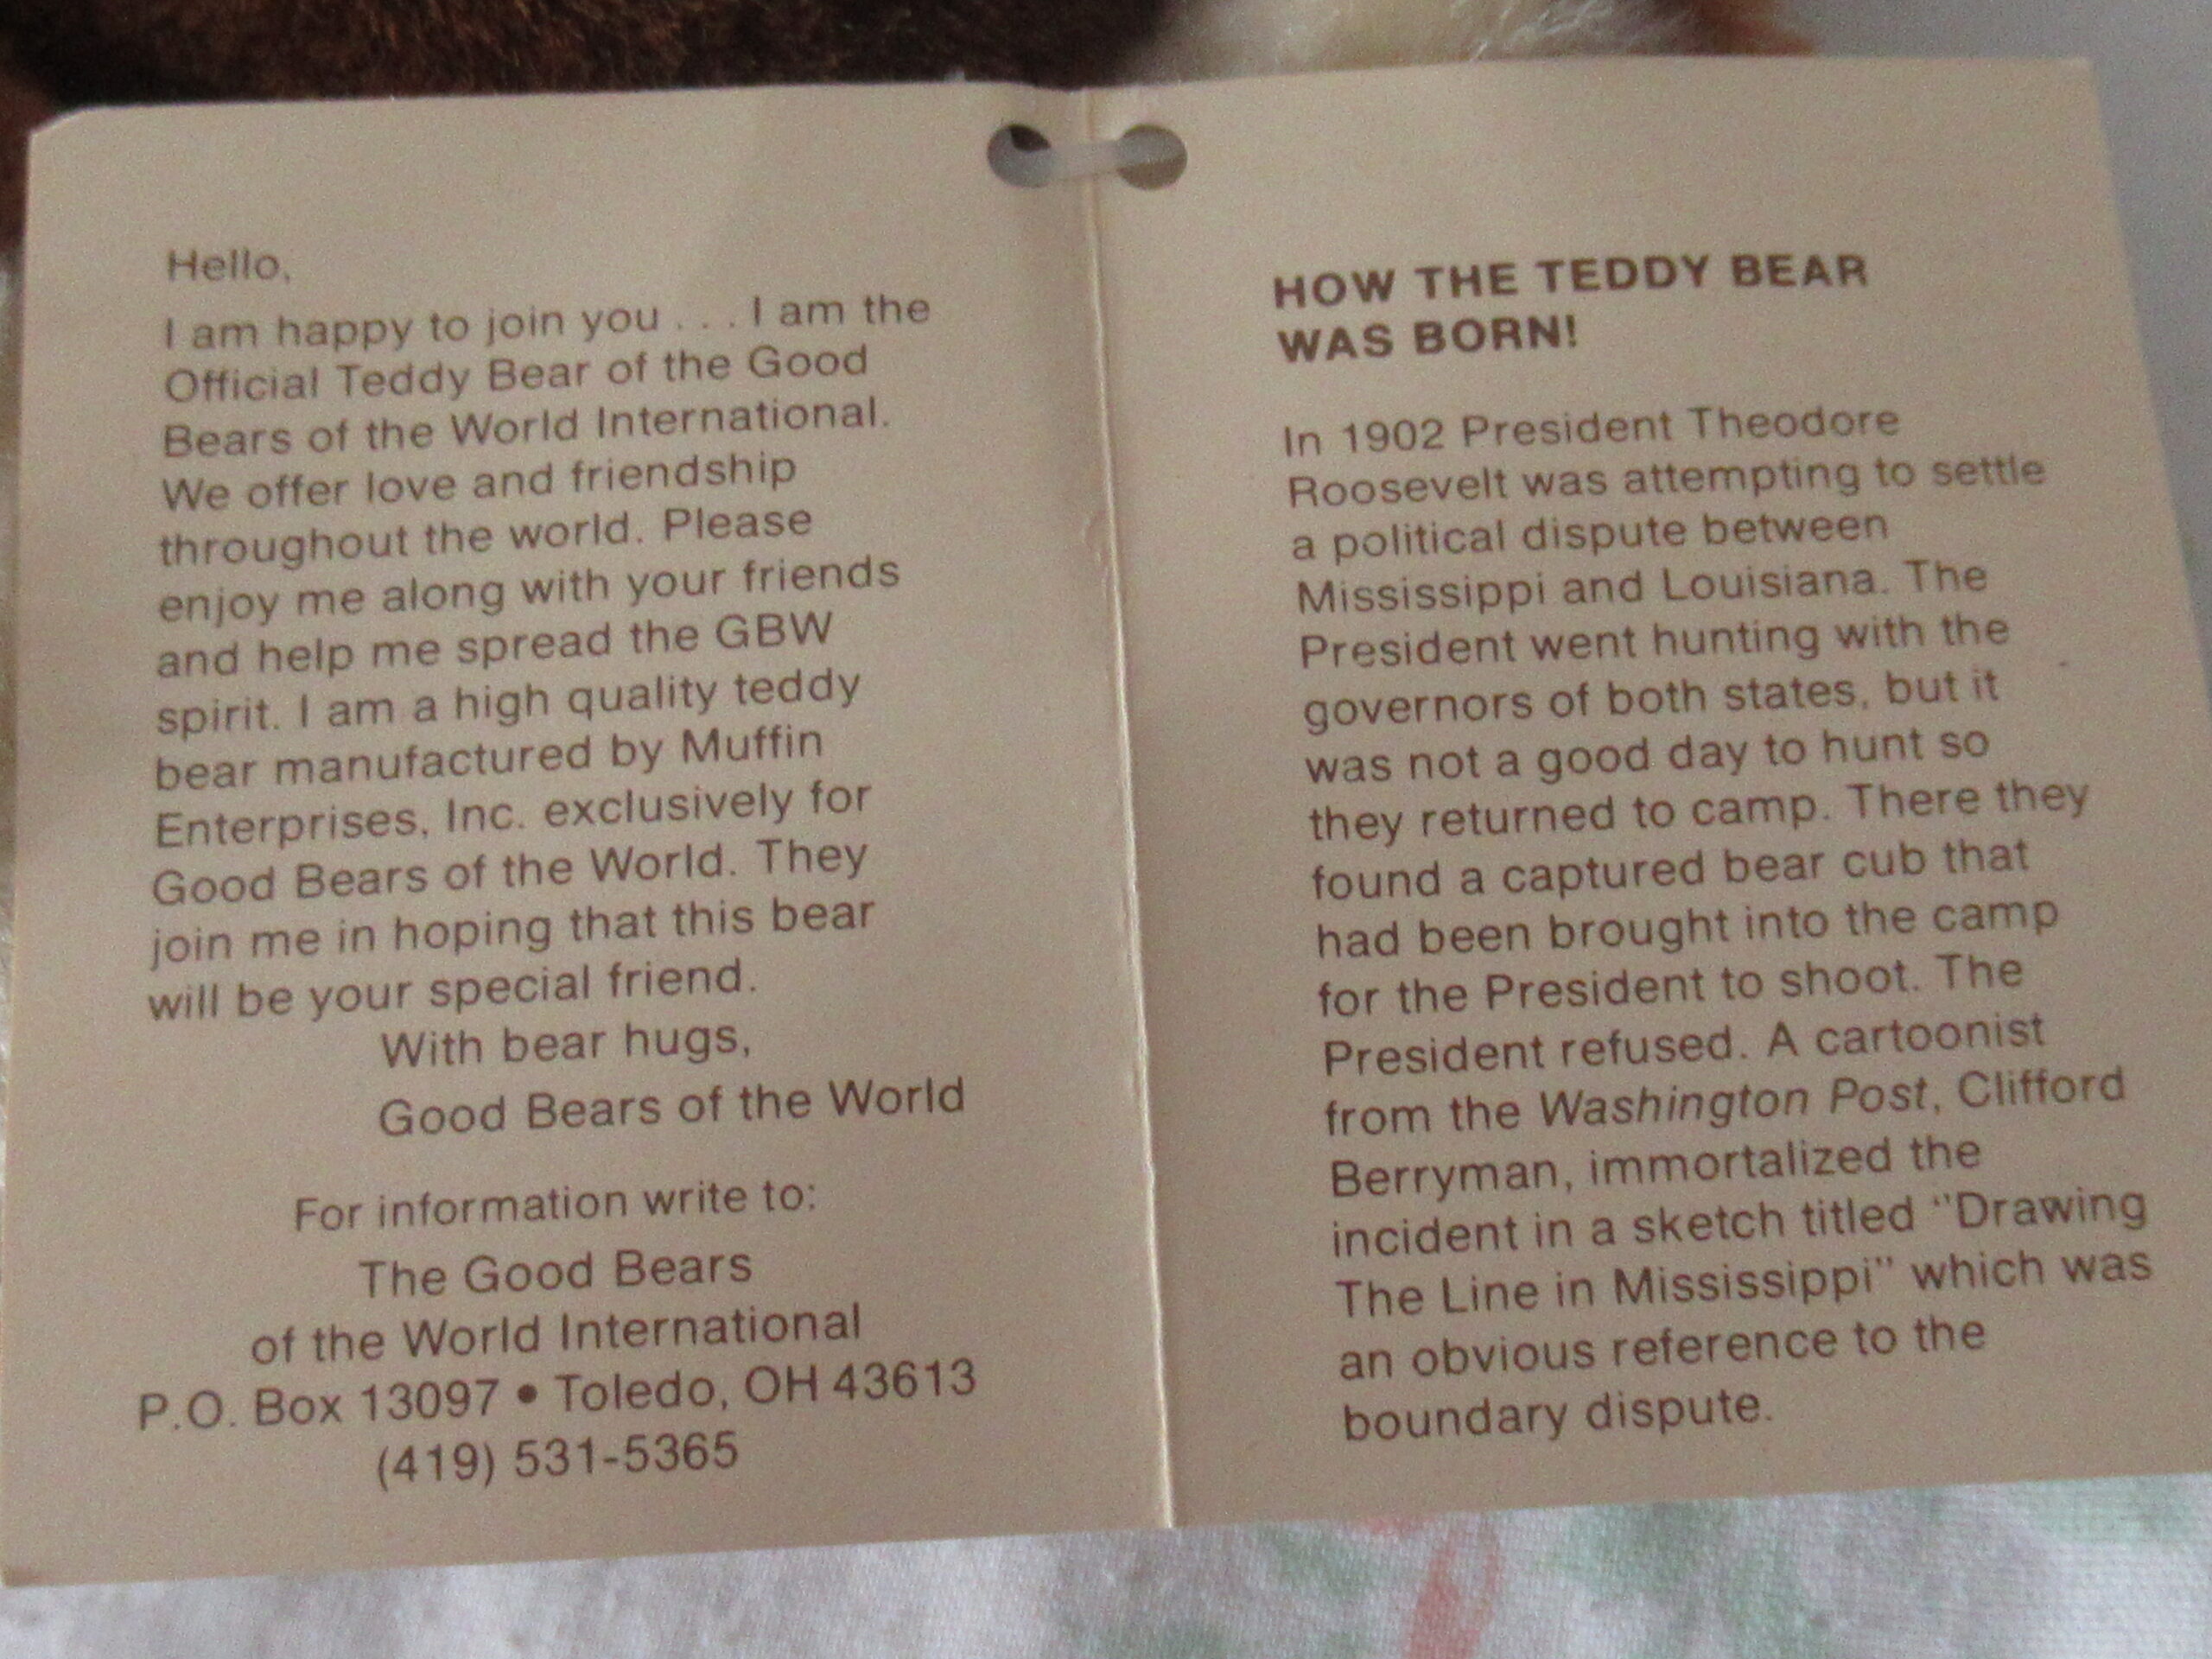 Hello,
I am happy to join you . . . I am the
Official Teddy Bear of the Good
Bears of the World International.
We offer love and friendship
throughout the world. Please
enjoy me along with your friends
and help me spread the GBW
spirit. I am a high quality teddy
bear manufactured by Muffin
Enterprises, Inc. exclusively for
Good Bears of the World. They
join me in hoping that this bear
will be your special friend.
With bear hugs,
Good Bears of the World
For information write to:
The Good Bears
of the World International
P.O. Box 13097 • Toledo, OH 43613
(419) 531-5365
HOW THE TEDDY BEAR
WAS BORN!
In 1902 President Theodore
Roosevelt was attempting to settle
a political dispute between
Mississippi and Louisiana. The
President went hunting with the
governors of both states, but it
was not a good day to hunt so
they returned to camp. There they
found a captured bear cub that
had been brought into the camp
for the President to shoot. The
President refused. A cartoonist
from the Washington Post, Clifford
Berryman, immortalized the
incident in a sketch titled "Drawing
The Line in Mississippi" which was
an obvious reference to the
boundary dispute.